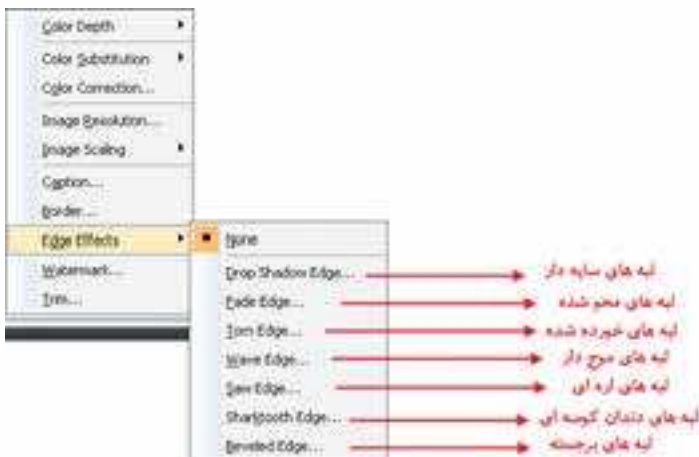 Color Depth
Color Substitution
Color Correction...
Image Resolution...
Image Scaling
Caption...
Border...
Edge Effects
Watermark...
Trim...
None
Drop Shadow Edge... لبه های سایه دار
Fade Edge... لبه های محو شده
Torn Edge... لبه های خورده شده
Wave Edge... لبه های موج دار
Saw Edge... لبه های اره ای
Sharktooth Edge... لبه های دندان کوسه ای
Beveled Edge... لبه های برجسته